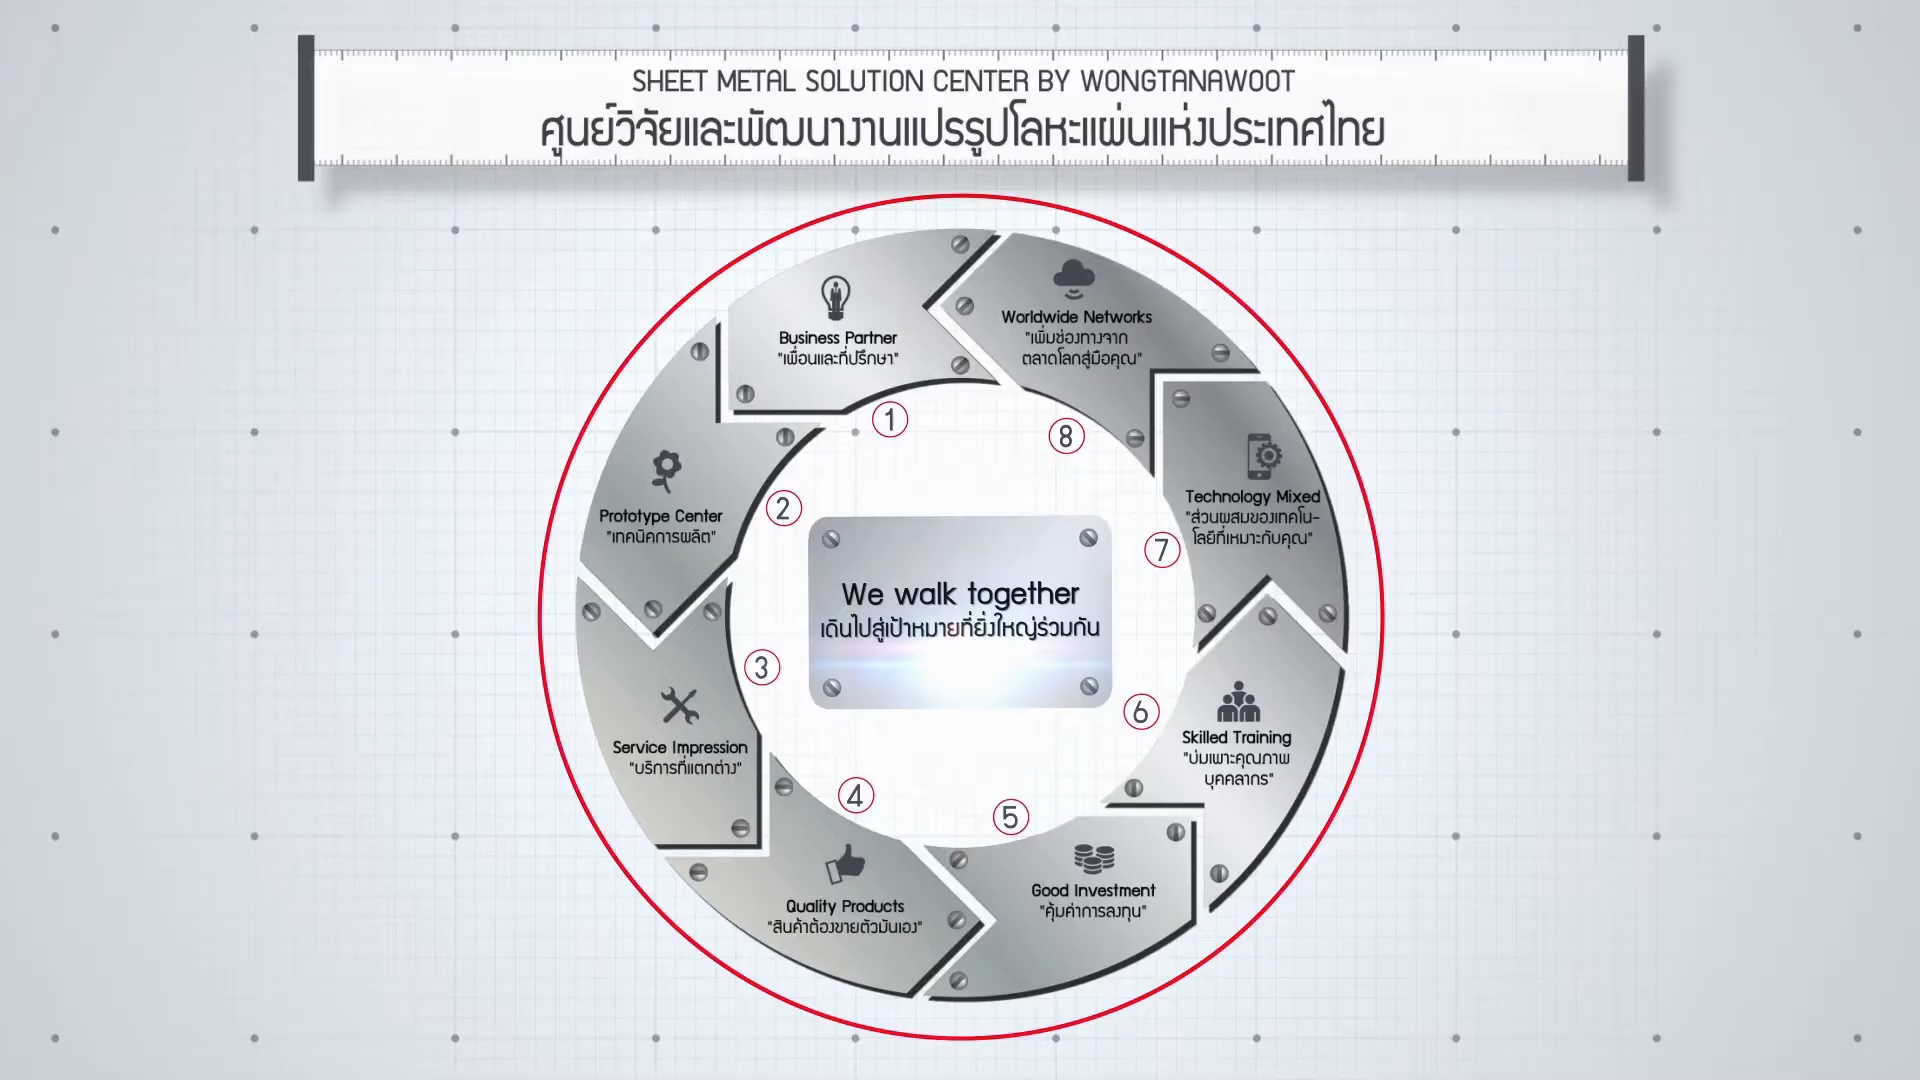 SHEET METAL SOLUTION CENTER BY WONGTANAWOOT
ศูนย์วิจัยและพัฒนางานแปรรูปโลหะแผ่นแห่งประเทศไทย
Business Partner
"เพื่อนและที่ปรึกษา"
1
Prototype Center
"เทคนิคการผลิต"
2
Service Impression
"บริการที่แตกต่าง"
3
Quality Products
"สินค้าต้องขายตัวมันเอง"
4
Good Investment
"คุ้มค่าการลงทุน"
5
Skilled Training
"บ่มเพาะคุณภาพ
บุคคลากร"
6
Technology Mixed
"ส่วนผสมของเทคโน-
โลยีที่เหมาะกับคุณ"
7
Worldwide Networks
"เพิ่มช่องทางจาก
ตลาดโลกสู่มือคุณ"
8
We walk together
เดินไปสู่เป้าหมายที่ยิ่งใหญ่ร่วมกัน